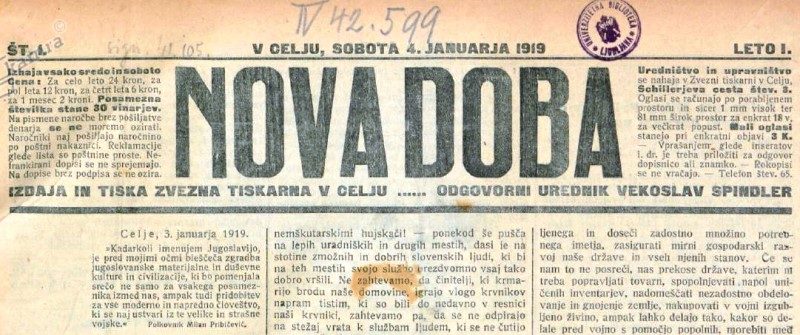 IV 42.599
ŠT. 1.
V CELJU, SOBOTA 4. JANUARJA 1919
LETO I.
UNIVERZITETNA BIBLIOTEKA
LJUBLJANA
Izhaja vsako sredo in soboto
Cena: Za celo leto 24 kron, za
pol leta 12 kron, za četrt leta 6 kron,
za 1 mesec 2 kroni. Posamezna
številka stane 30 vinarjev.
Na pismene naročbe brez pošiljatve
denarja se ne moremo ozirati.
Naročniki naj pošiljajo naročnino
po poštni nakaznici. Reklamacije
glede lista so poštnine proste. Ne-
frankirani dopisi se ne sprejemajo.
Na dopise brez podpisa se ne ozira.
NOVA DOBA
Uredništvo in upravništvo
se nahaja v Zvezni tiskarni v Celju,
Schillerjeva cesta štev. 3.
Oglasi se računajo po porabljenem
prostoru in sicer 1 mm visok ter
81 mm širok prostor za enkrat 18 v,
za večkrat popust. Mali oglasi
stanejo pri enkratni objavi 3 K.
Vprašanjem glede inseratov
i. dr. je treba priložiti za odgovor
dopisnico ali znamko. — Rokopisi
se ne vračajo. — Telefon štev. 65.
IZDAJA IN TISKA ZVEZNA TISKARNA V CELJU ...... ODGOVORNI UREDNIK VEKOSLAV SPINDLER
Celje, 3. januarja 1919.
»Kadarkoli imenujem Jugoslavijo,
je pred mojimi očmi blešeča zgradba
jugoslovanske materijalne in duševne
kulture in civilizacije, ki bo pomenjala
srečo ne samo za vsakega posamez-
nika izmed nas, ampak tudi pridobitev
za vse moderno in napredno človeštvo,
ki se naj ustvari iz te velike in strašne
vojske.« Polkovnik Milan Pribičević.
nemškutarskimi hujskači! — ponekod se pušča
na lepih uradniških in drugih mestih, dasi je na
stotine zmožnih in dobrih slovenskih ljudi, ki bi
na teh mestih svojo službo brezdvomno vsaj tako
dobro vršili. Ne zahtevamo, da činitelji, ki krma-
rijo brodu naše domovine, igrajo vlogo krvnikov
napram tistim, ki so bili do nedavno v resnici
naši krvniki, zahtevamo pa, da se ne odpirajo
na stežaj vrata k službam ljudem, ki se ne čutijo
ljenega in doseči zadostno množino potreb-
nega imetja, zasigurati mirni gospodarski raz-
voj naše države in vseh njenih stanov. Če se
nam to ne posreči, nas prekose države, katerim ni
treba popravljati tovarn, spopolnjevati napol uni-
čenih inventarjev, nadomeščati nezadostno obdelo-
vanje in gnojenje zemlje, nakupovati v vojni izgub-
ljeno živino, ampak lahko delajo tako, kakor so de-
lale pred vojno s pomočjo popolnih porabiti med